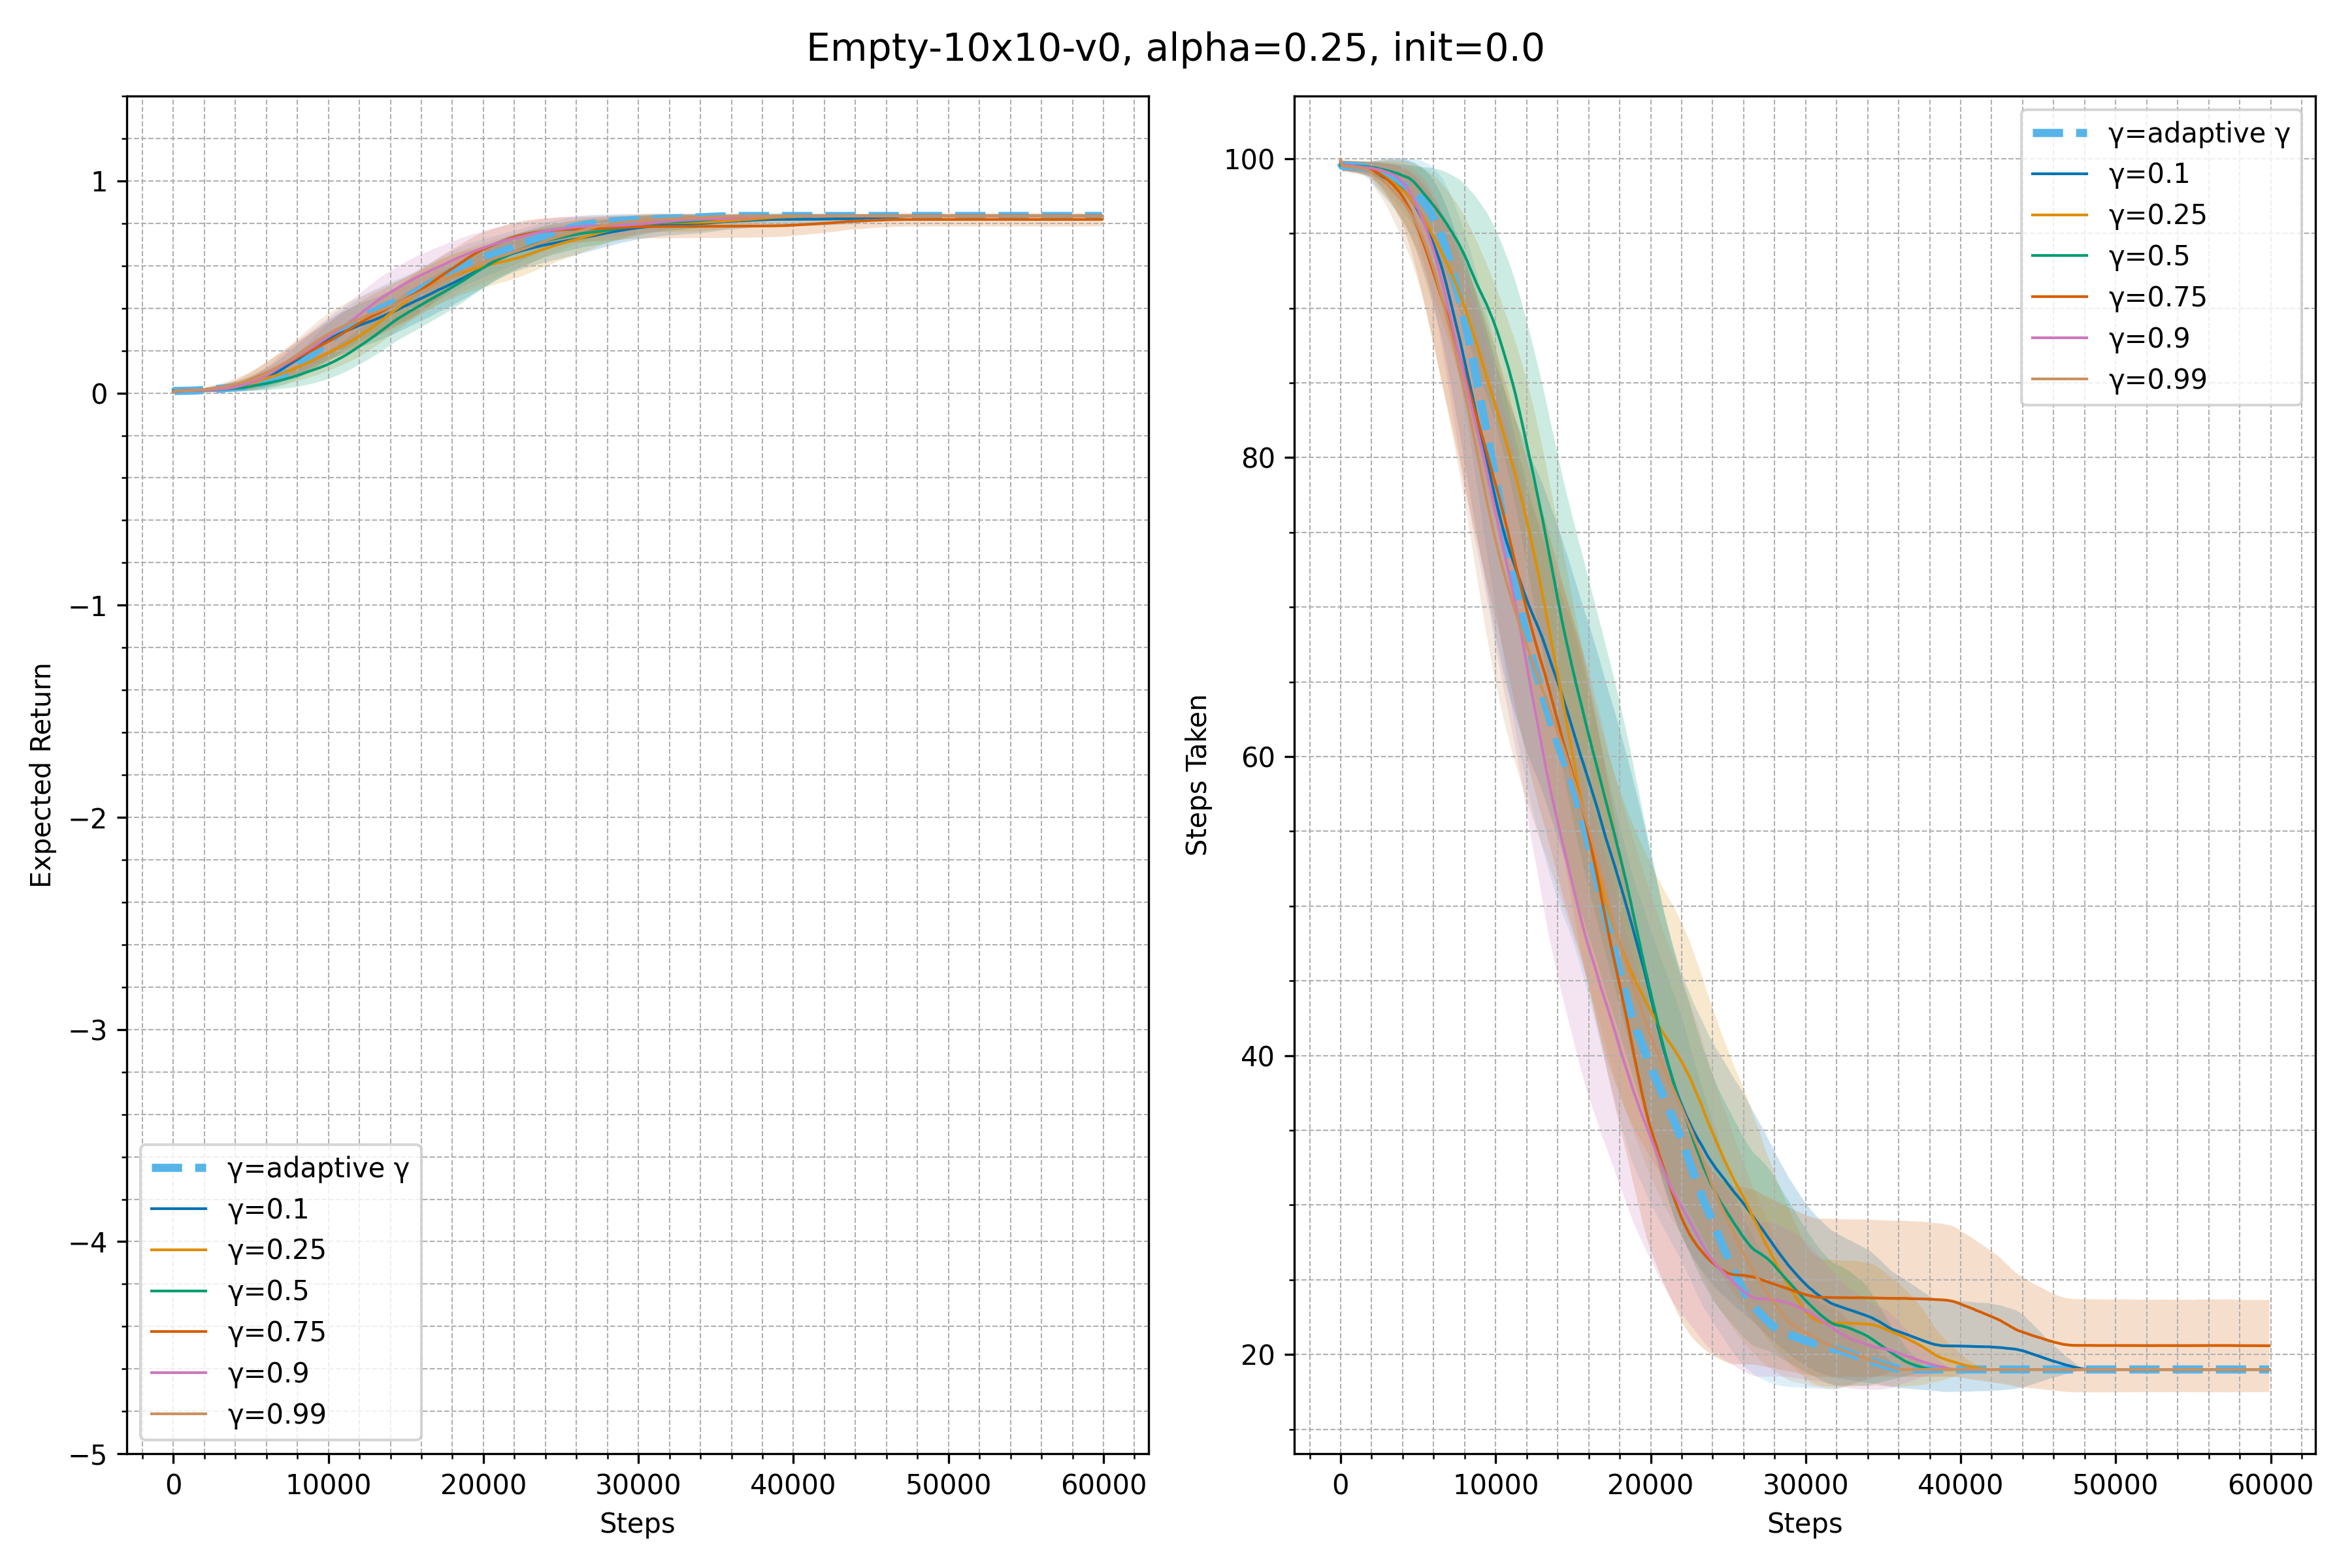 Empty-10x10-v0, alpha=0.25, init=0.0
Expected Return
1
0
−1
−2
−3
−4
−5
γ=adaptive γ
γ=0.1
γ=0.25
γ=0.5
γ=0.75
γ=0.9
γ=0.99
0 10000 20000 30000 40000 50000 60000
Steps
Steps Taken
100
80
60
40
20
γ=adaptive γ
γ=0.1
γ=0.25
γ=0.5
γ=0.75
γ=0.9
γ=0.99
0 10000 20000 30000 40000 50000 60000
Steps